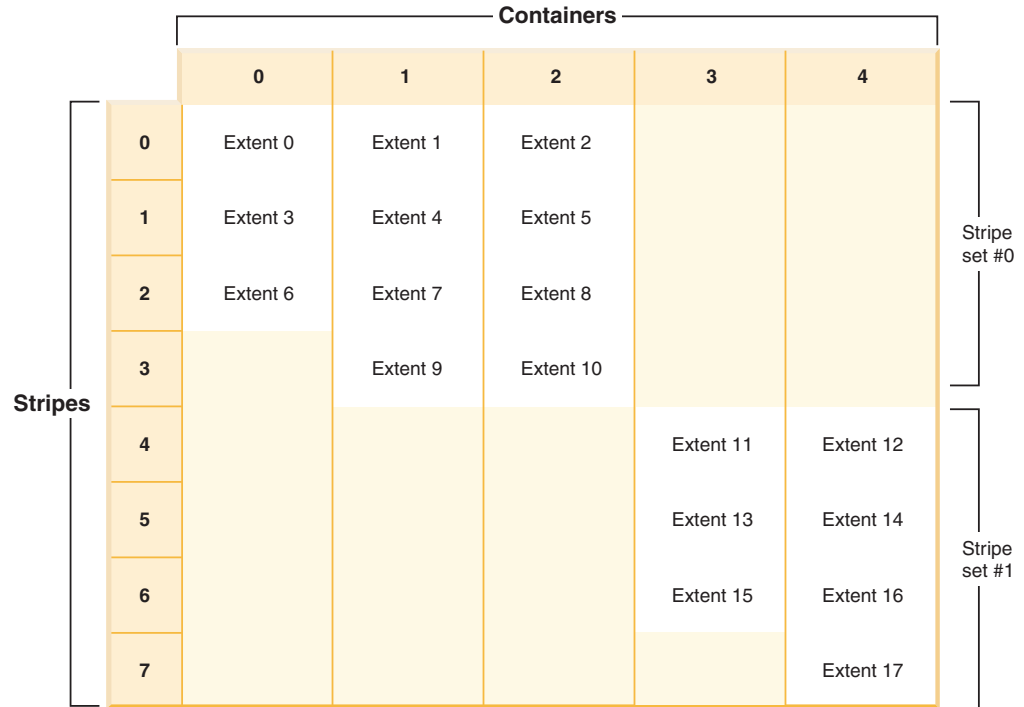 Containers
0 1 2 3 4
0 Extent 0 Extent 1 Extent 2
1 Extent 3 Extent 4 Extent 5
Stripe
set #0
2 Extent 6 Extent 7 Extent 8
3 Extent 9 Extent 10
Stripes
4 Extent 11 Extent 12
5 Extent 13 Extent 14
Stripe
set #1
6 Extent 15 Extent 16
7 Extent 17